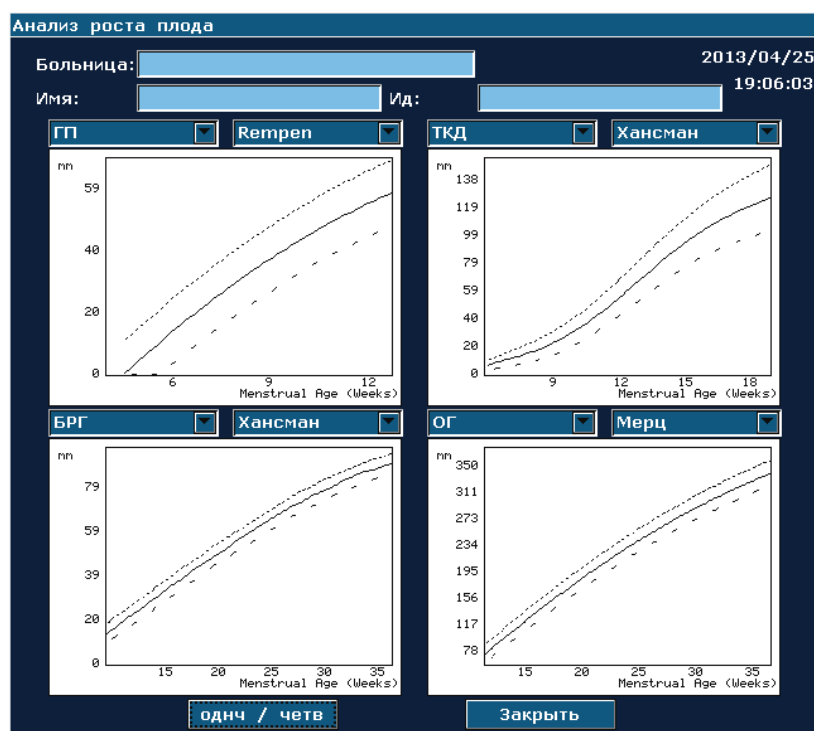 Анализ роста плода
Больница:
2013/04/25
Имя:
Ид:
19:06:03
ГП Rempen
ТКД Хансман
mm
59
40
20
0
6 9 12
Menstrual Age (Weeks)
mm
138
119
99
79
59
40
20
0
9 12 15 18
Menstrual Age (Weeks)
БРГ Хансман
ОГ Мерц
mm
79
59
39
20
0
15 20 25 30 35
Menstrual Age (Weeks)
mm
350
311
273
234
195
156
117
78
15 20 25 30 35
Menstrual Age (Weeks)
однч / четв
Закрыть